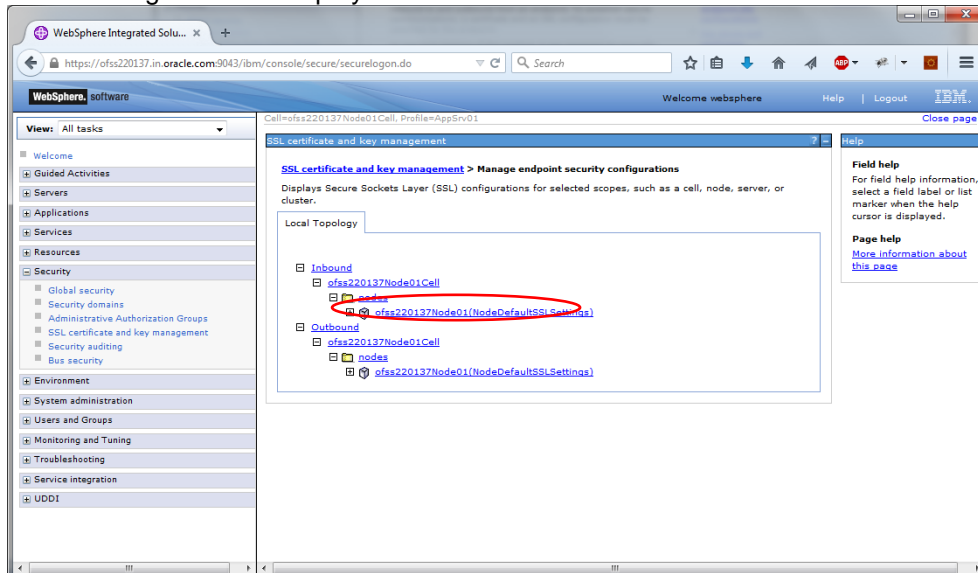 WebSphere Integrated Solu... × +
https://ofss220137.in.oracle.com:9043/ibm/console/secure/securelogon.do
Search
ABP
WebSphere. software
Welcome websphere
Help | Logout
IBM.
Cell=ofss220137Node01Cell, Profile=AppSrv01
Close page
View: All tasks
Welcome
Guided Activities
Servers
Applications
Services
Resources
Security
Global security
Security domains
Administrative Authorization Groups
SSL certificate and key management
Security auditing
Bus security
Environment
System administration
Users and Groups
Monitoring and Tuning
Troubleshooting
Service integration
UDDI
SSL certificate and key management ? -
SSL certificate and key management > Manage endpoint security configurations
Displays Secure Sockets Layer (SSL) configurations for selected scopes, such as a cell, node, server, or
cluster.
Local Topology
Inbound
ofss220137Node01Cell
nodes
ofss220137Node01(NodeDefaultSSLSettings)
Outbound
ofss220137Node01Cell
nodes
ofss220137Node01(NodeDefaultSSLSettings)
Help
Field help
For field help information,
select a field label or list
marker when the help
cursor is displayed.
Page help
More information about
this page